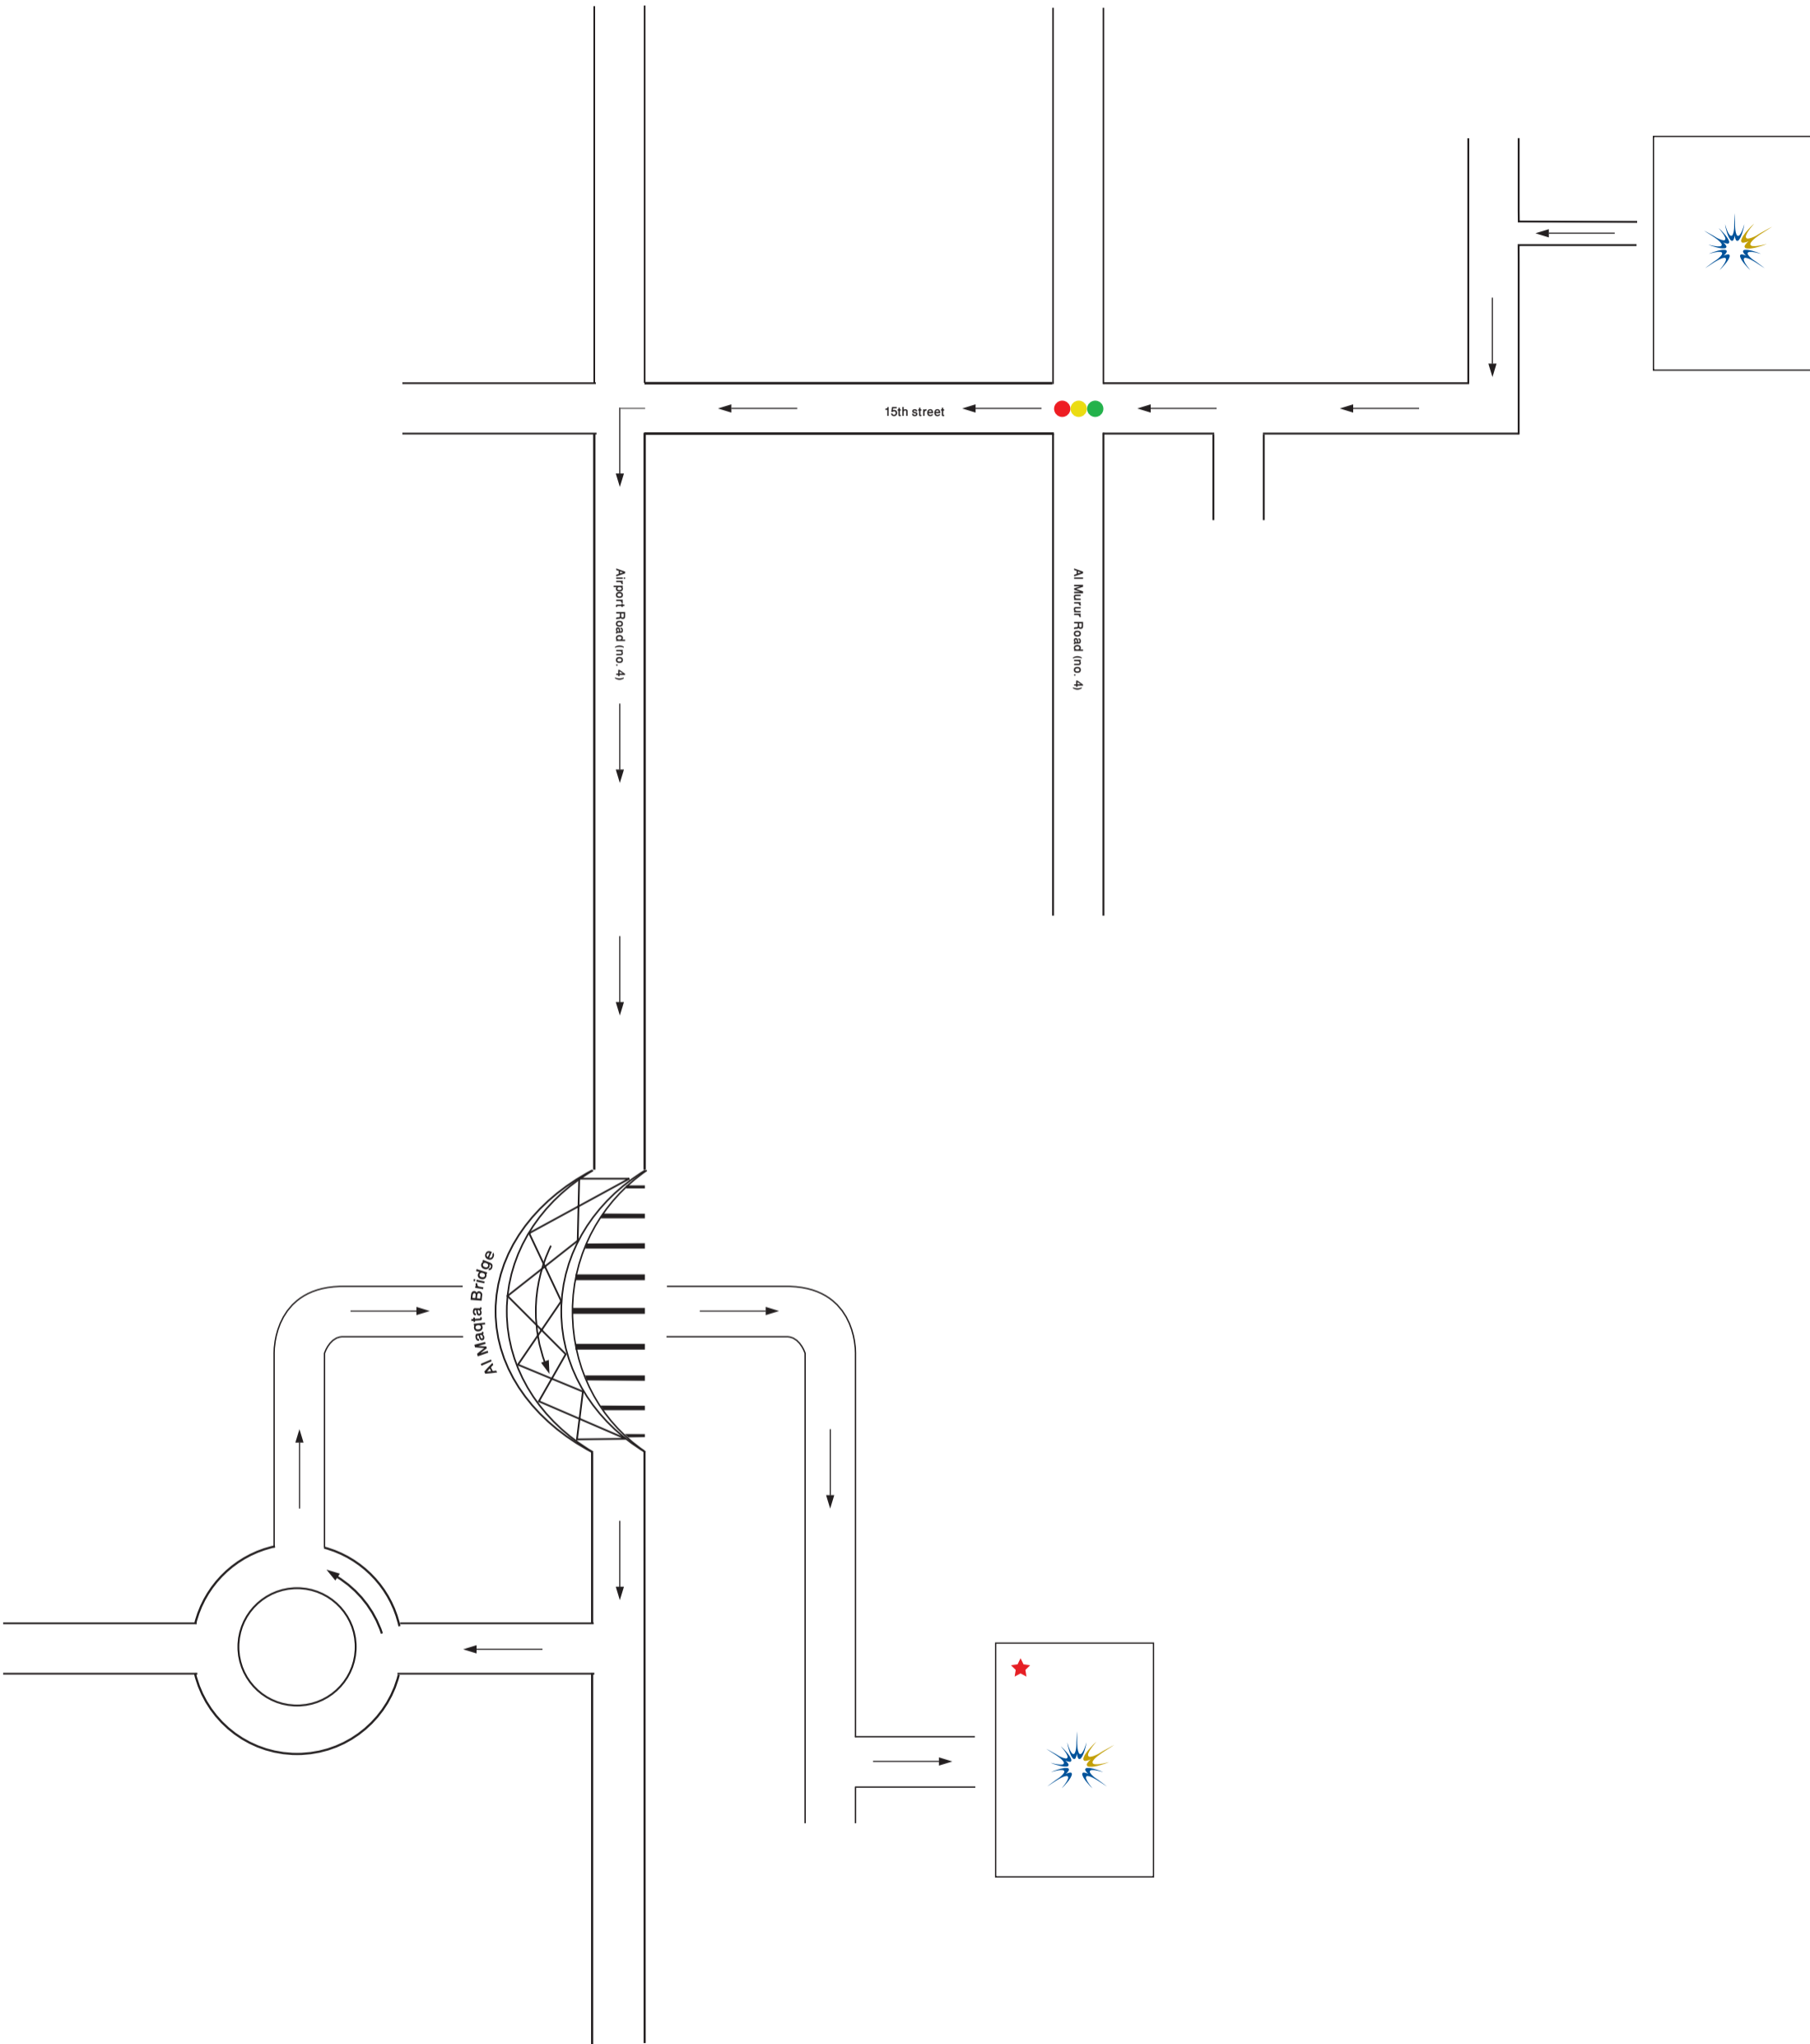 15th street
Airport Road (no. 4)
Al Murur Road (no. 4)
Al Maqta Bridge